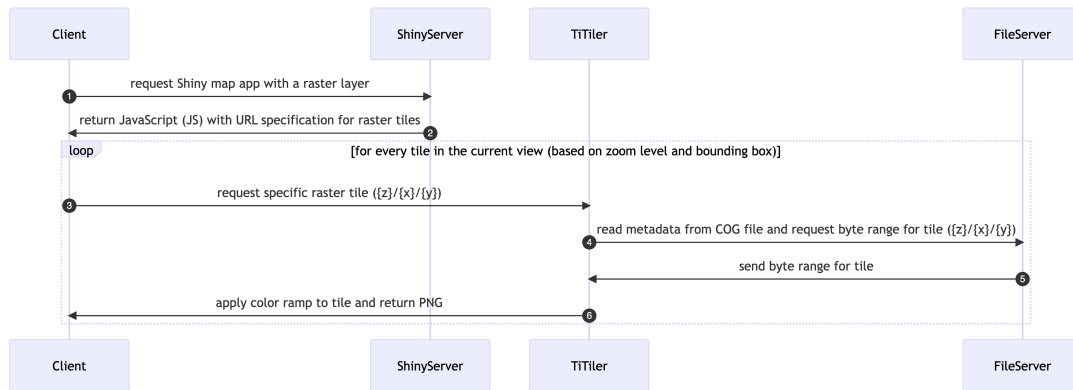 Client
ShinyServer
TiTiler
FileServer
request Shiny map app with a raster layer
1
return JavaScript (JS) with URL specification for raster tiles
2
loop
[for every tile in the current view (based on zoom level and bounding box)]
request specific raster tile ({z}/{x}/{y})
3
read metadata from COG file and request byte range for tile ({z}/{x}/{y})
4
send byte range for tile
5
apply color ramp to tile and return PNG
6
Client
ShinyServer
TiTiler
FileServer